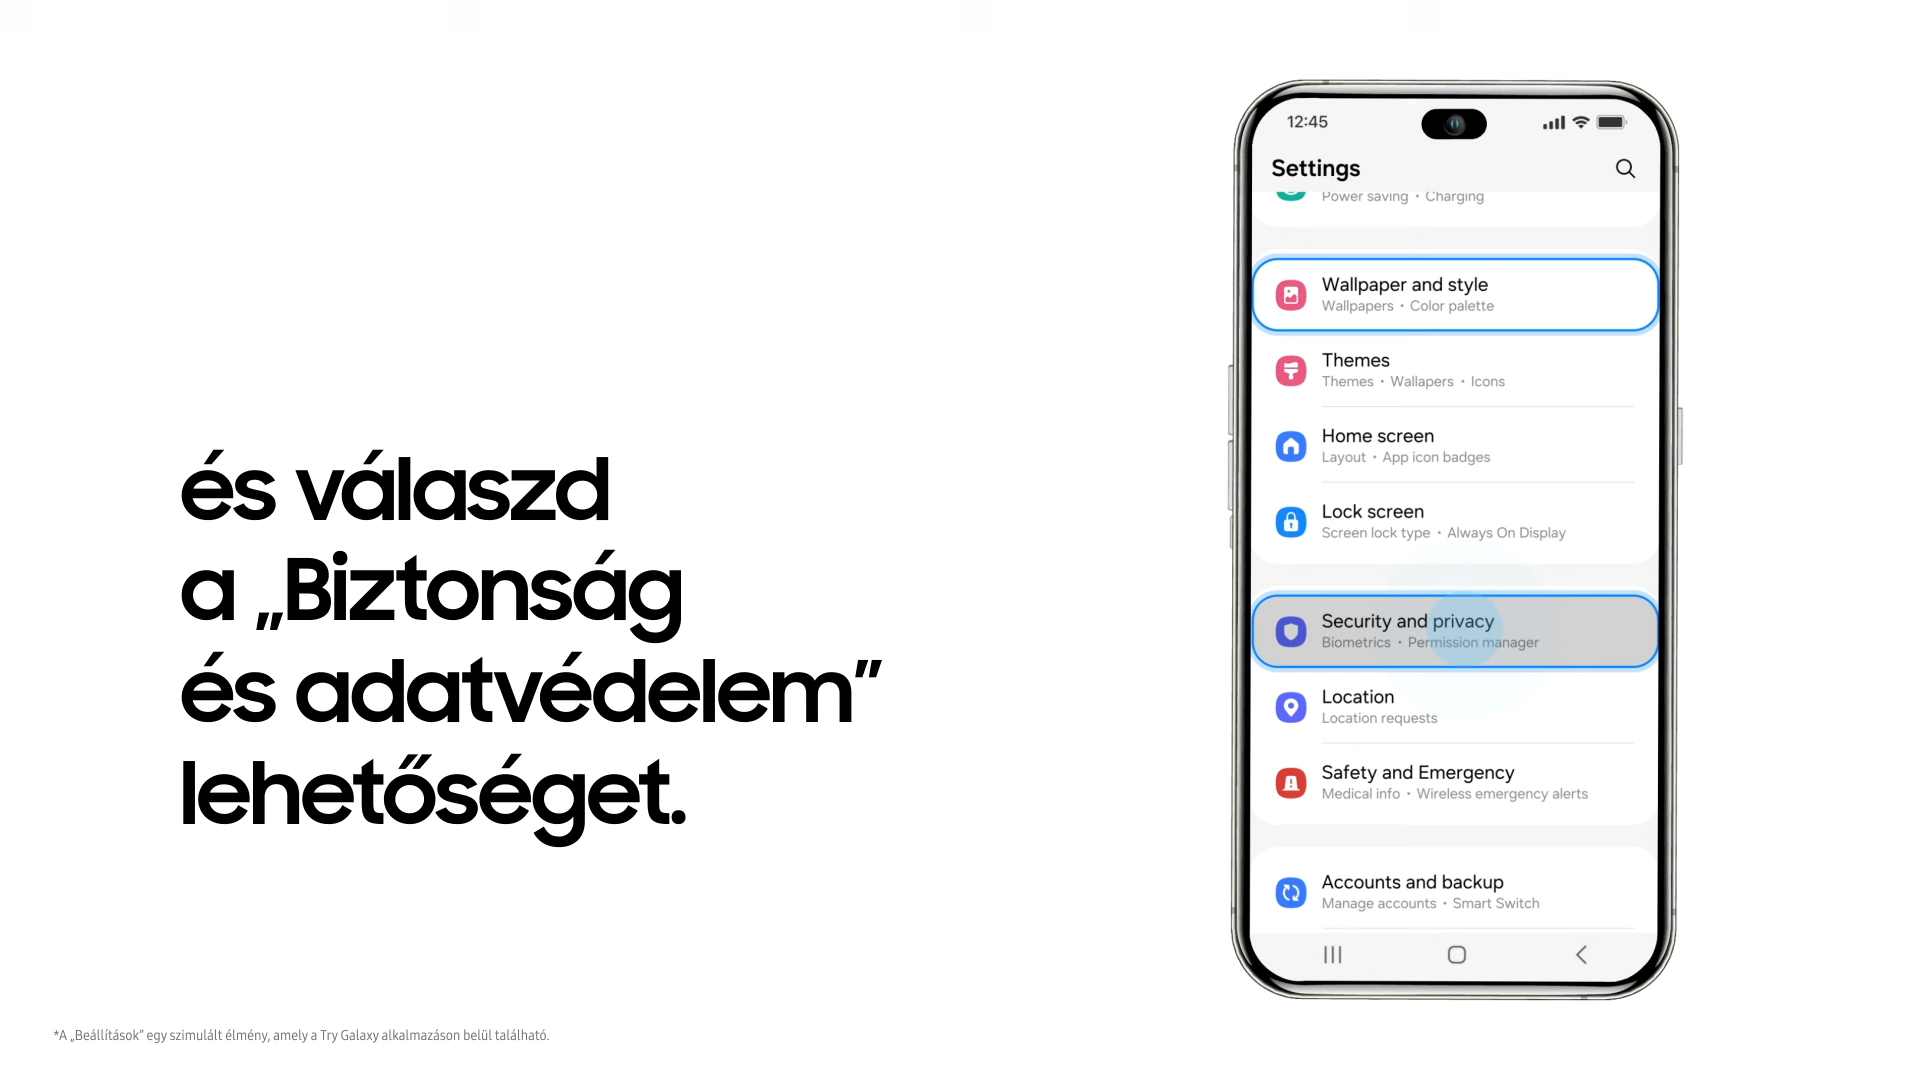 és válaszd
a „Biztonság
és adatvédelem”
lehetőséget.
*A „Beállítások” egy szimulált élmény, amely a Try Galaxy alkalmazáson belül található.
12:45
Settings
Power saving • Charging
Wallpaper and style
Wallpapers • Color palette
Themes
Themes • Wallapers • Icons
Home screen
Layout • App icon badges
Lock screen
Screen lock type • Always On Display
Security and privacy
Biometrics • Permission manager
Location
Location requests
Safety and Emergency
Medical info • Wireless emergency alerts
Accounts and backup
Manage accounts • Smart Switch